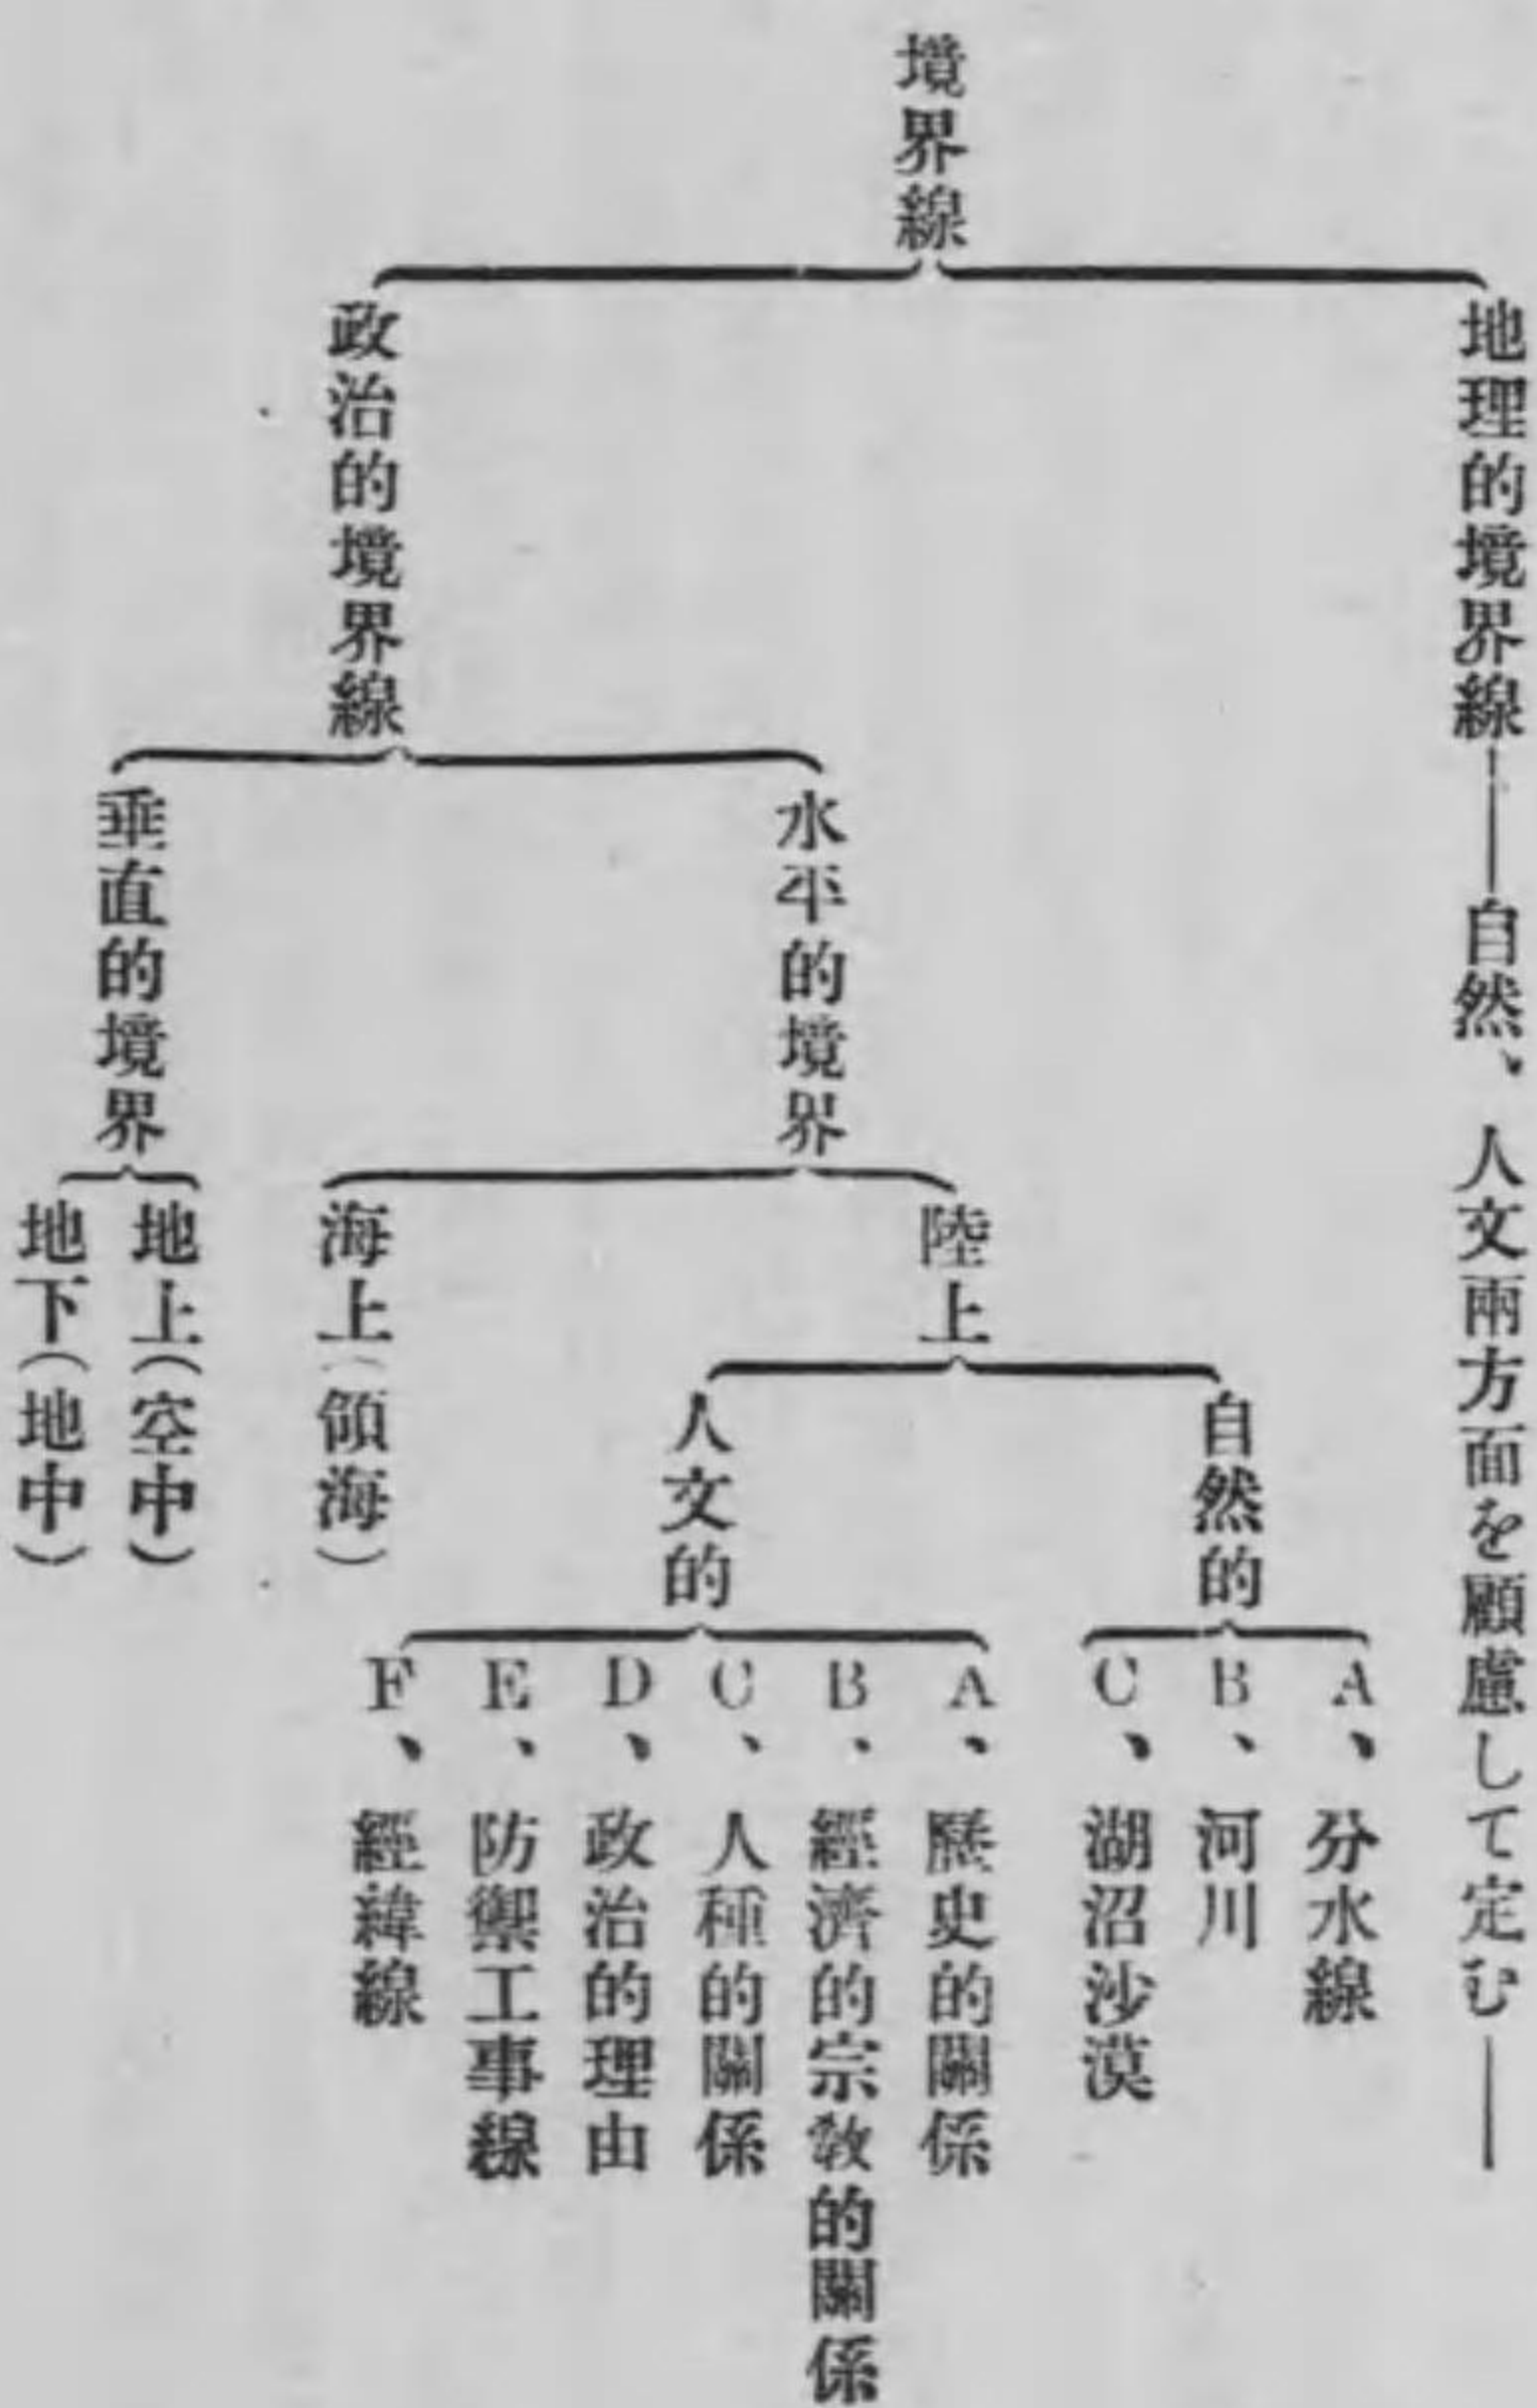 境界線
地理的境界線——自然、人文兩方面を顧慮して定む——
政治的境界線
水平的境界
陸上
自然的
A、分水線
B、河川
C、湖沼沙漠
人文的
A、歷史的關係
B、經濟的宗敎的關係
C、人種的關係
D、政治的理由
E、防禦工事線
F、經緯線
海上(領海)
垂直的境界
地上(空中)
地下(地中)